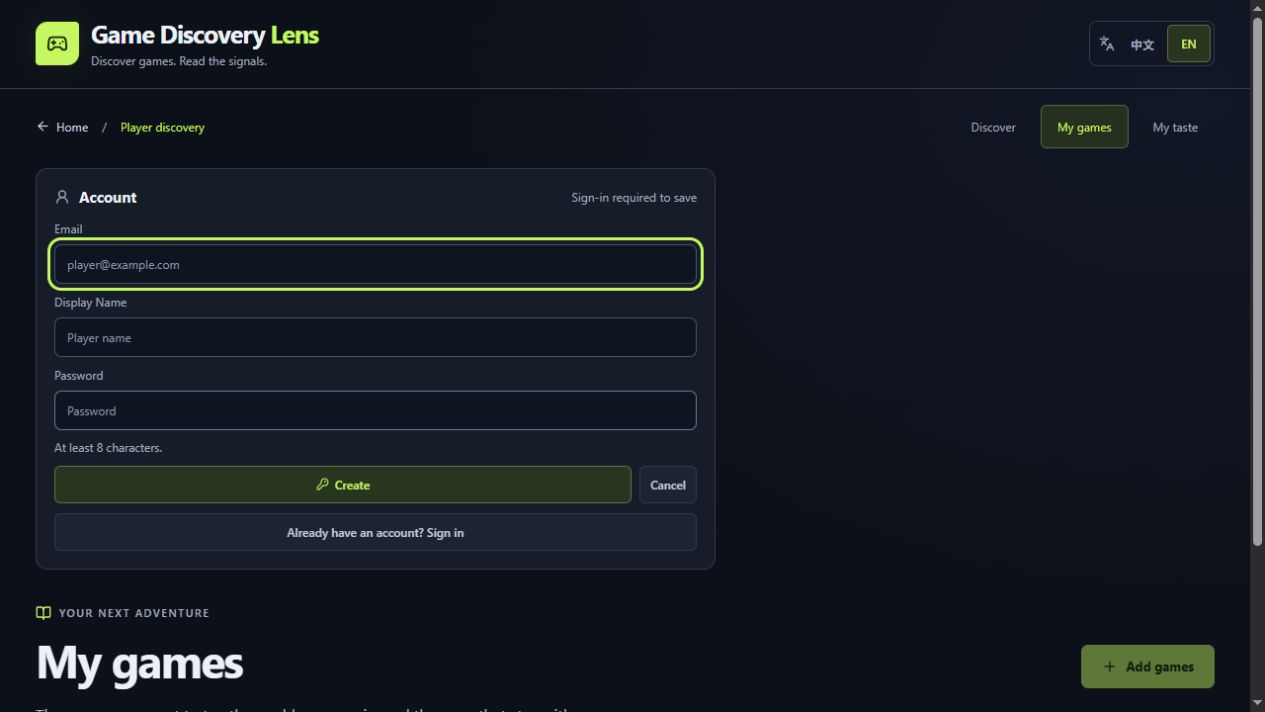 Game Discovery Lens
Discover games. Read the signals.
中文
EN
Home / Player discovery
Discover
My games
My taste
Account
Sign-in required to save
Email
player@example.com
Display Name
Player name
Password
Password
At least 8 characters.
Create
Cancel
Already have an account? Sign in
YOUR NEXT ADVENTURE
My games
+ Add games